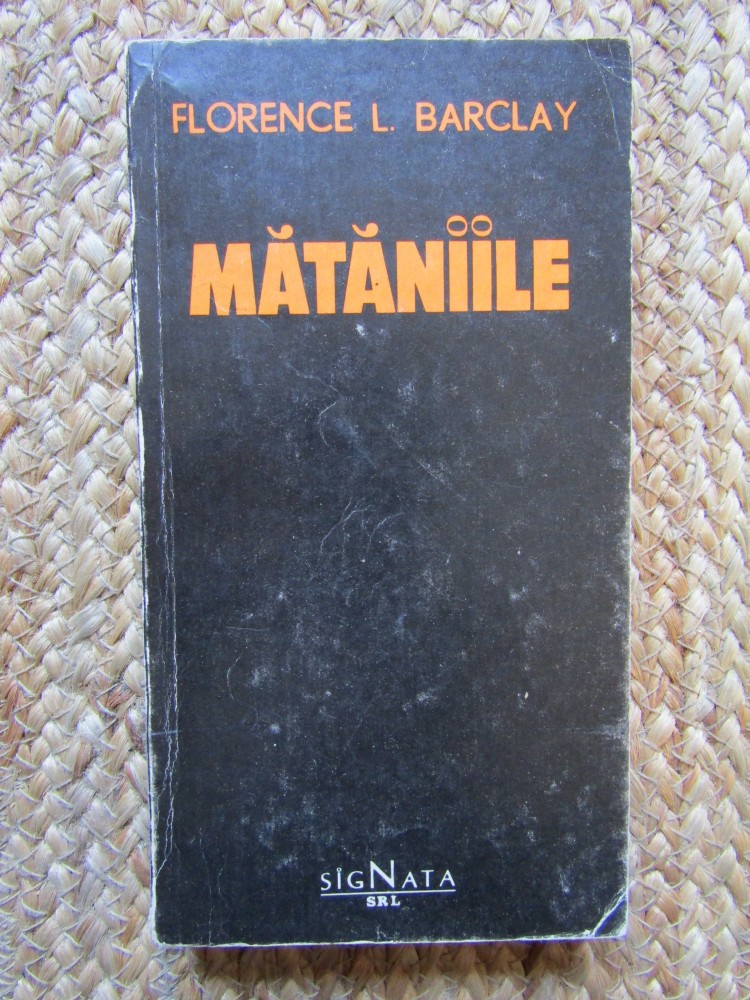 FLORENCE L. BARCLAY
MĂTĂNIILE
SIGNATA
SRL